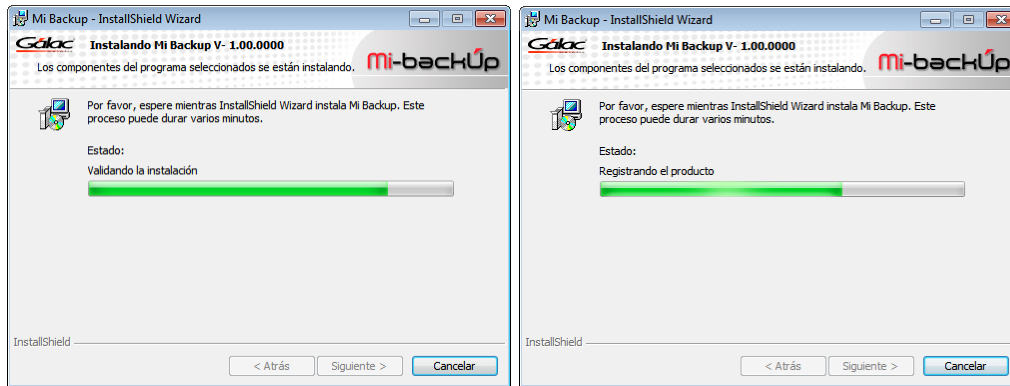 Mi Backup - InstallShield Wizard
Gálac
Instalando Mi Backup V- 1.00.0000
Los componentes del programa seleccionados se están instalando.
Mi-backÚp
Por favor, espere mientras InstallShield Wizard instala Mi Backup. Este
proceso puede durar varios minutos.
Estado:
Validando la instalación
InstallShield
< Atrás
Siguiente >
Cancelar
Mi Backup - InstallShield Wizard
Gálac
Instalando Mi Backup V- 1.00.0000
Los componentes del programa seleccionados se están instalando.
Mi-backÚp
Por favor, espere mientras InstallShield Wizard instala Mi Backup. Este
proceso puede durar varios minutos.
Estado:
Registrando el producto
InstallShield
< Atrás
Siguiente >
Cancelar